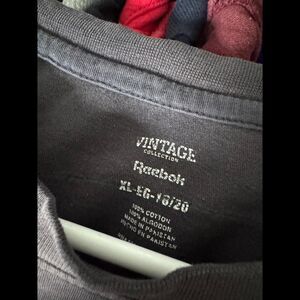 VINTAGE
COLLECTION
Reebok
XL-EG-18/20
100% COTTON
100% ALGODON
MADE IN PAKISTAN
HECHO EN PAKISTAN